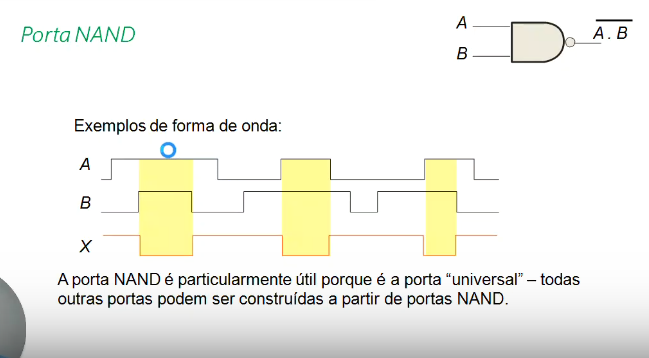 Porta NAND
A
B
A . B
Exemplos de forma de onda:
A
B
X
A porta NAND é particularmente útil porque é a porta “universal” – todas
outras portas podem ser construídas a partir de portas NAND.